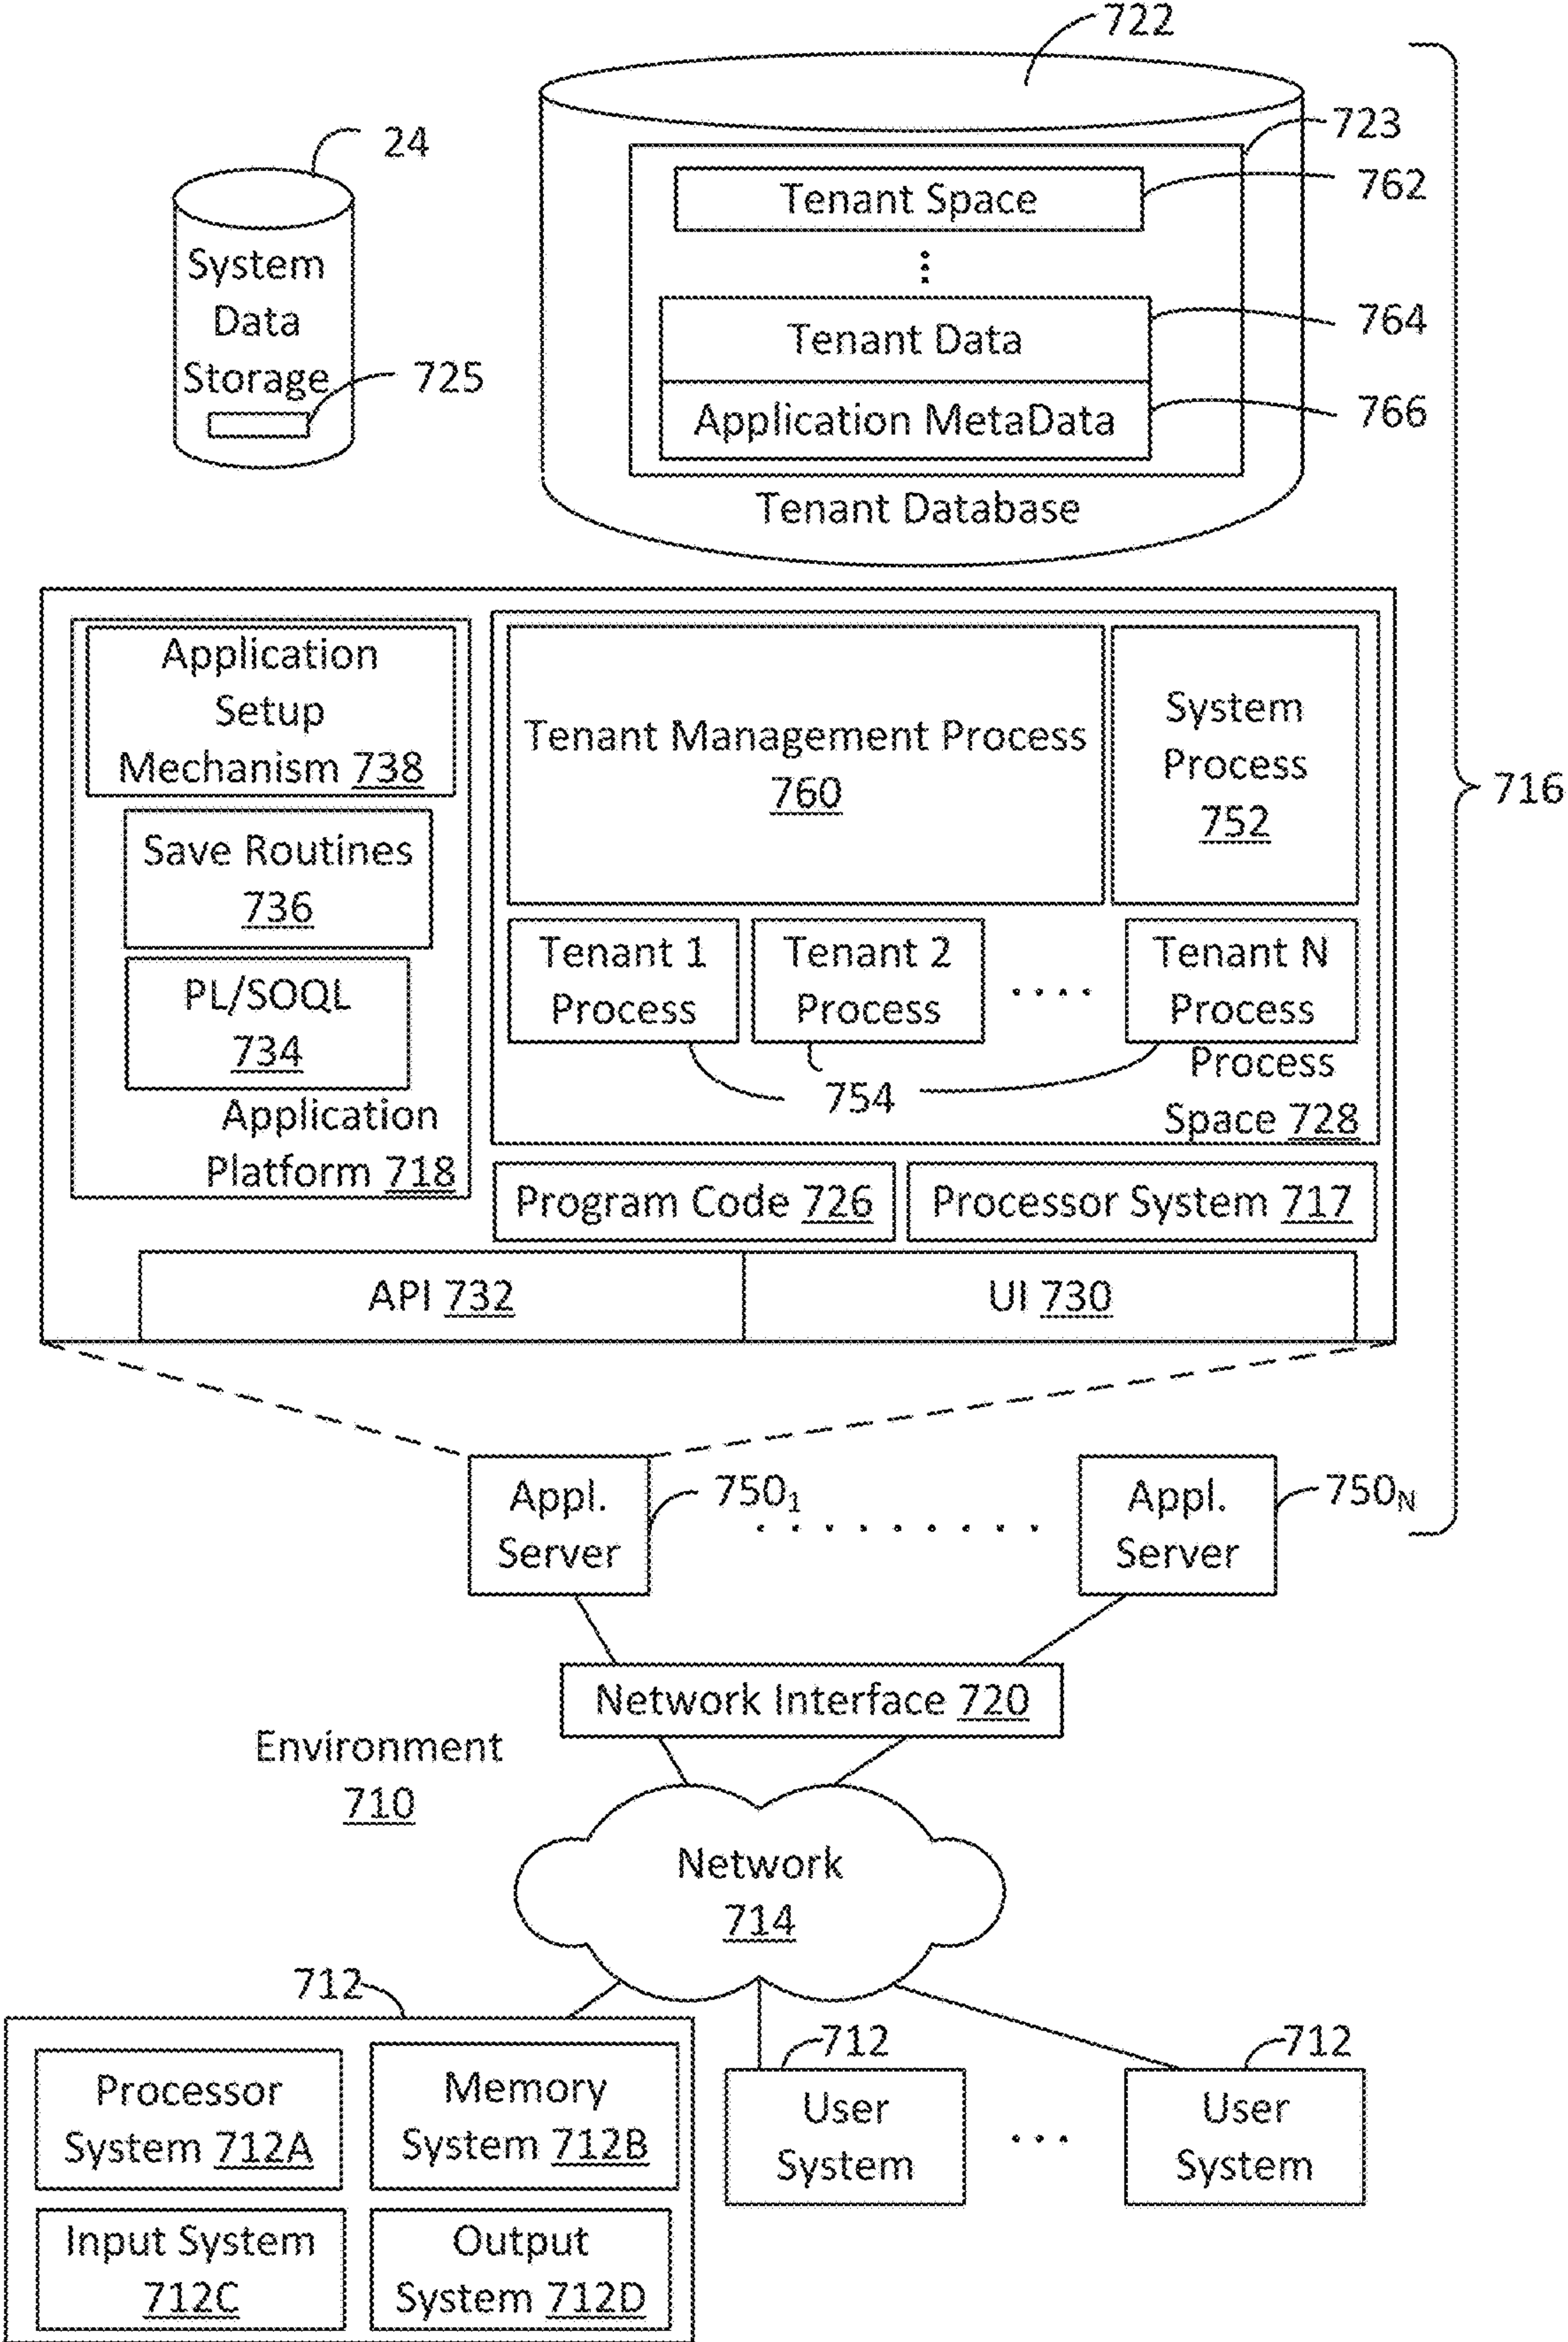 722
24
723
Tenant Space
762
System
Data
Storage
725
Tenant Data
764
Application MetaData
766
Tenant Database
716
Application
Setup
Mechanism 738
Save Routines
736
PL/SOQL
734
Application
Platform 718
Tenant Management Process
760
System
Process
752
Tenant 1
Process
Tenant 2
Process
. . . .
Tenant N
Process
754
Process
Space 728
Program Code 726
Processor System 717
API 732
UI 730
Appl.
Server
750₁
. . . . . . . . .
Appl.
Server
750N
Network Interface 720
Environment
710
Network
714
712
Processor
System 712A
Memory
System 712B
Input System
712C
Output
System 712D
712
User
System
. . .
712
User
System